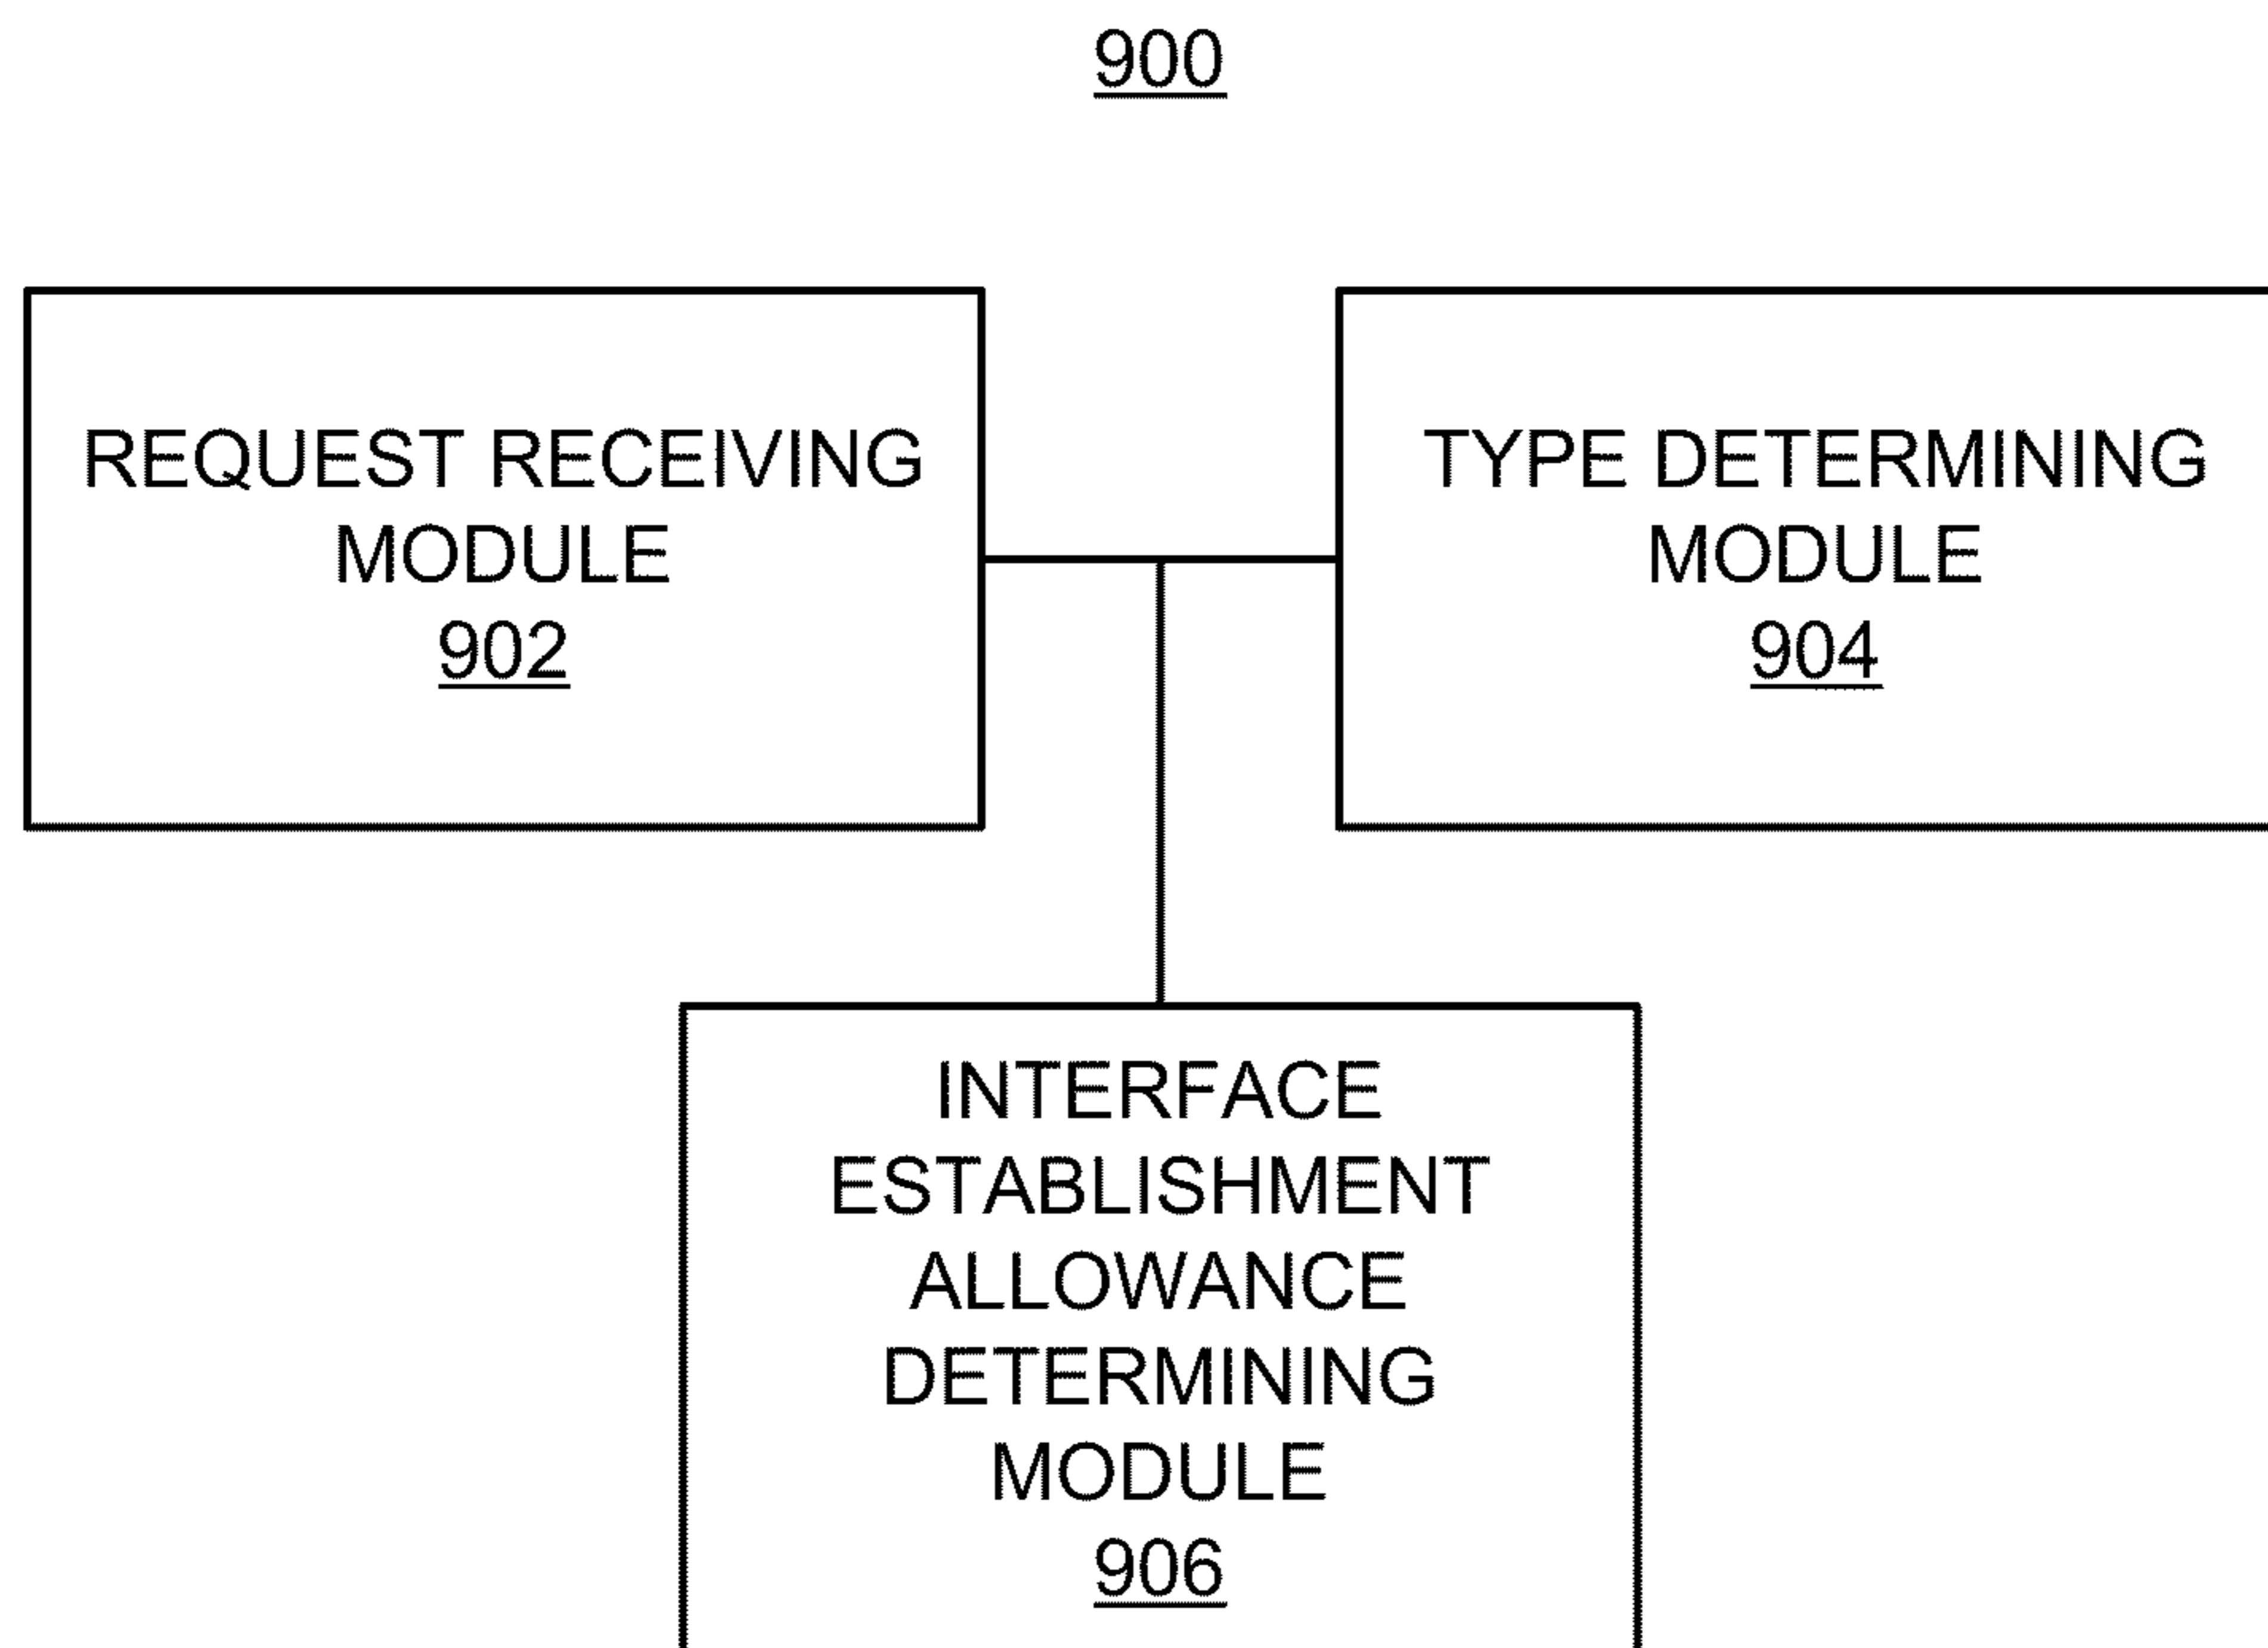 900
REQUEST RECEIVING
MODULE
902
TYPE DETERMINING
MODULE
904
INTERFACE
ESTABLISHMENT
ALLOWANCE
DETERMINING
MODULE
906